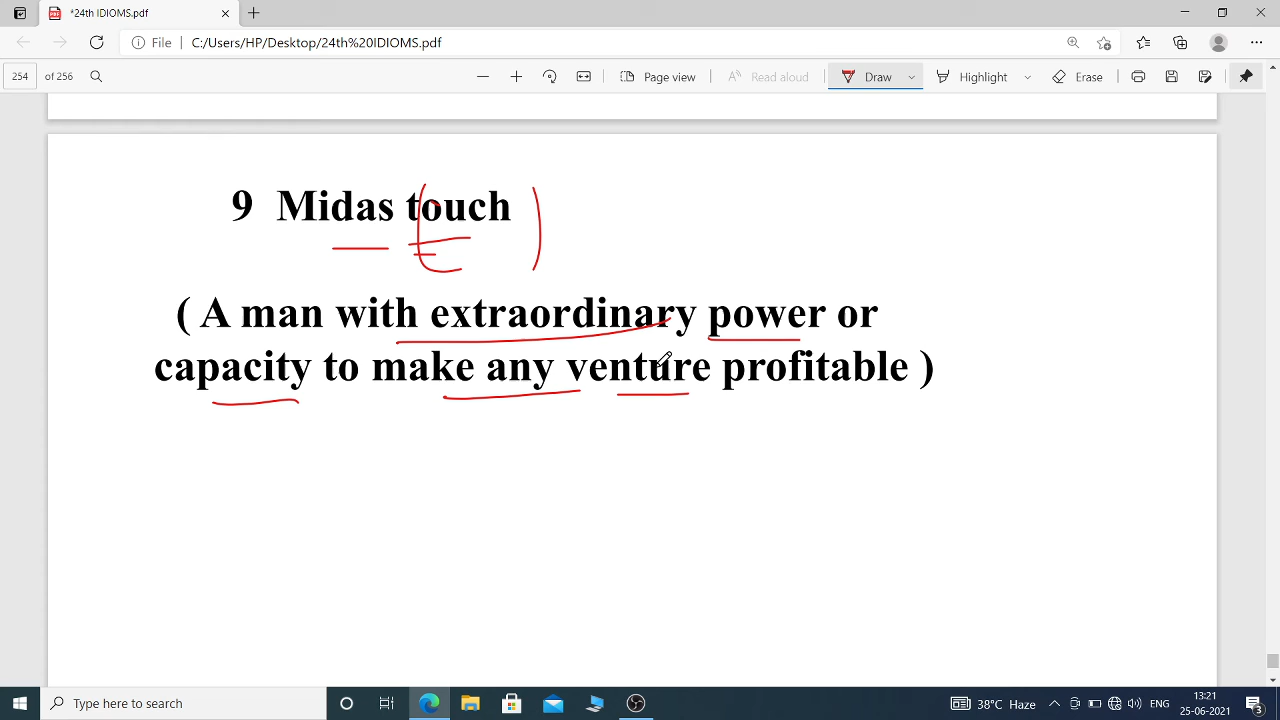 *24th IDIOMS.pdf
File C:/Users/HP/Desktop/24th%20IDIOMS.pdf
254 of 256 Page view Read aloud Draw Highlight Erase
9 Midas touch
( A man with extraordinary power or
capacity to make any venture profitable )
Type here to search
38°C Haze ENG 13:21
25-06-2021 3